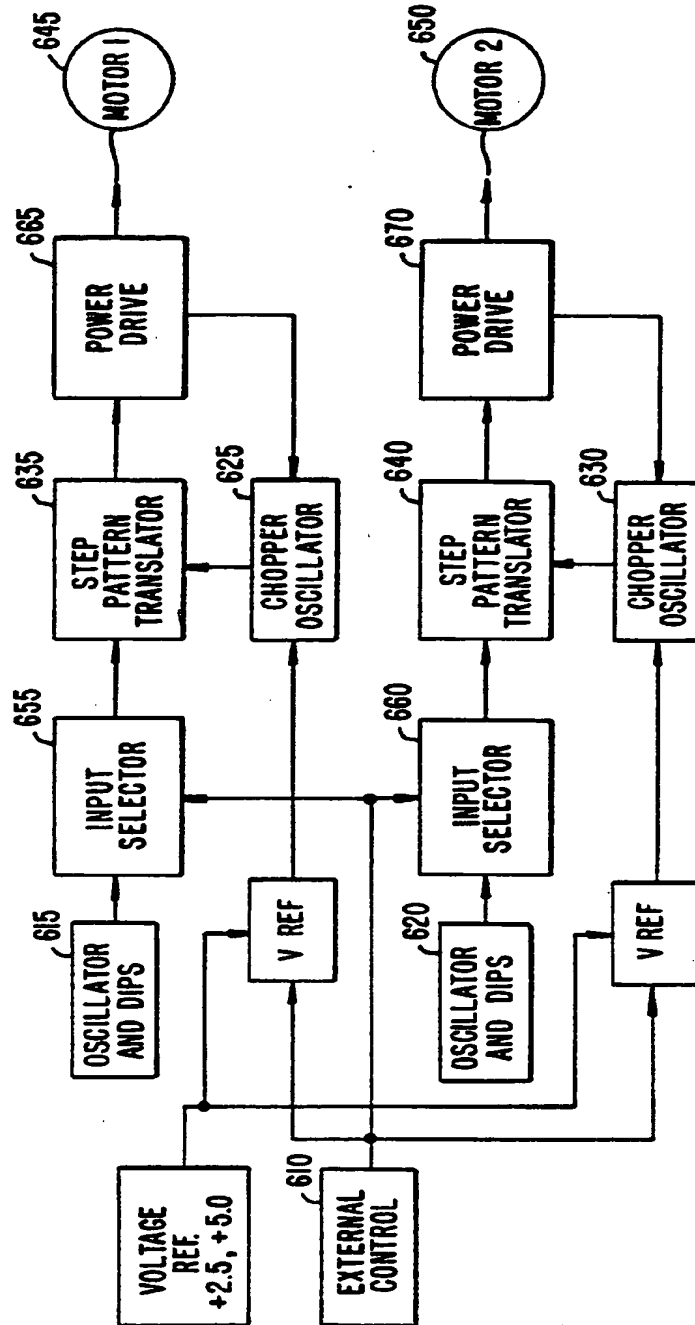 645
MOTOR 1
665
POWER
DRIVE
635
STEP
PATTERN
TRANSLATOR
625
CHOPPER
OSCILLATOR
655
INPUT
SELECTOR
615
OSCILLATOR
AND DIPS
V REF
VOLTAGE
REF.
+2.5, +5.0
610
EXTERNAL
CONTROL
650
MOTOR 2
670
POWER
DRIVE
640
STEP
PATTERN
TRANSLATOR
630
CHOPPER
OSCILLATOR
660
INPUT
SELECTOR
620
OSCILLATOR
AND DIPS
V REF